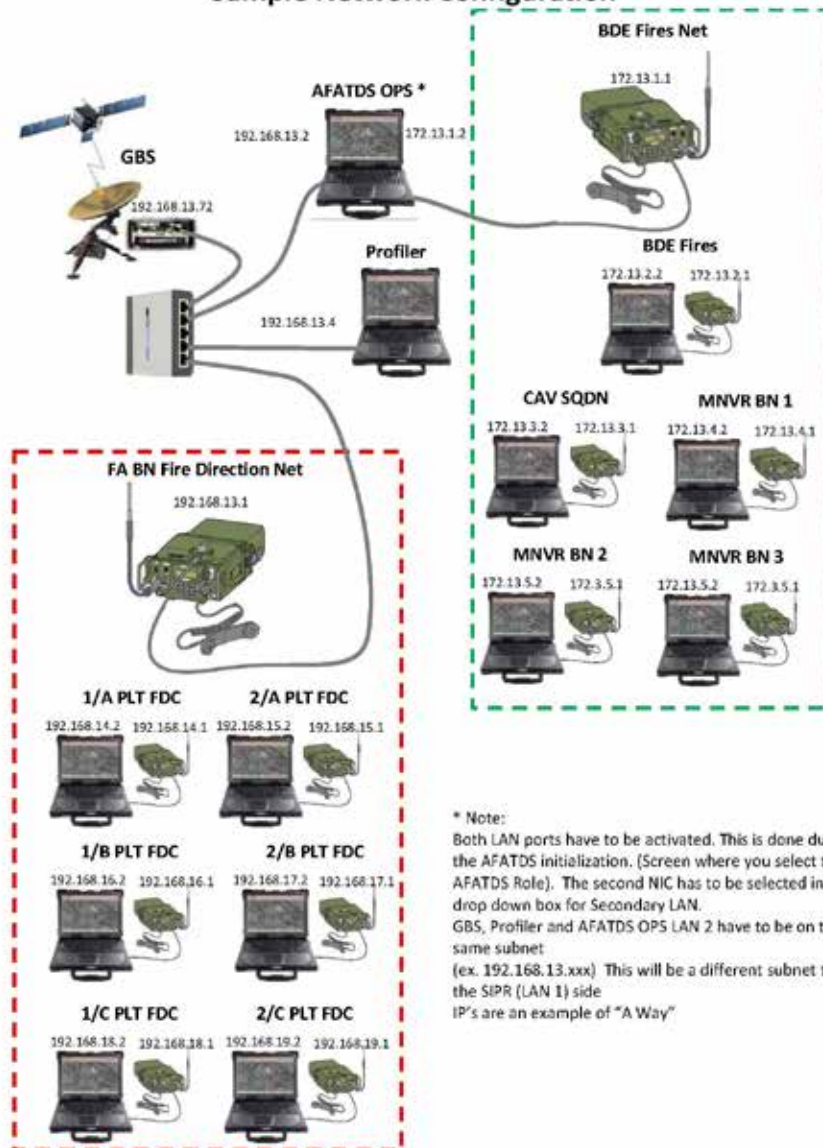 Sample Network Configuration
BDE Fires Net
172.13.1.1
AFATDS OPS *
192.168.13.2 172.13.1.2
GBS
192.168.13.72
BDE Fires
172.13.2.2 172.13.2.1
Profiler
192.168.13.4
CAV SQDN MNVR BN 1
172.13.3.2 172.13.3.1 172.13.4.2 172.13.4.1
MNVR BN 2 MNVR BN 3
172.13.5.2 172.3.5.1 172.13.5.2 172.3.5.1
FA BN Fire Direction Net
192.168.13.1
1/A PLT FDC 2/A PLT FDC
192.168.14.2 192.168.14.1 192.168.15.2 192.168.15.1
1/B PLT FDC 2/B PLT FDC
192.168.16.2 192.168.16.1 192.168.17.2 192.168.17.1
1/C PLT FDC 2/C PLT FDC
192.168.18.2 192.168.18.1 192.168.19.2 192.168.19.1
* Note:
Both LAN ports have to be activated. This is done du
the AFATDS initialization. (Screen where you select
AFATDS Role). The second NIC has to be selected in
drop down box for Secondary LAN.
GBS, Profiler and AFATDS OPS LAN 2 have to be on t
same subnet
(ex. 192.168.13.xxx) This will be a different subnet
the SIPR (LAN 1) side
IP's are an example of "A Way"